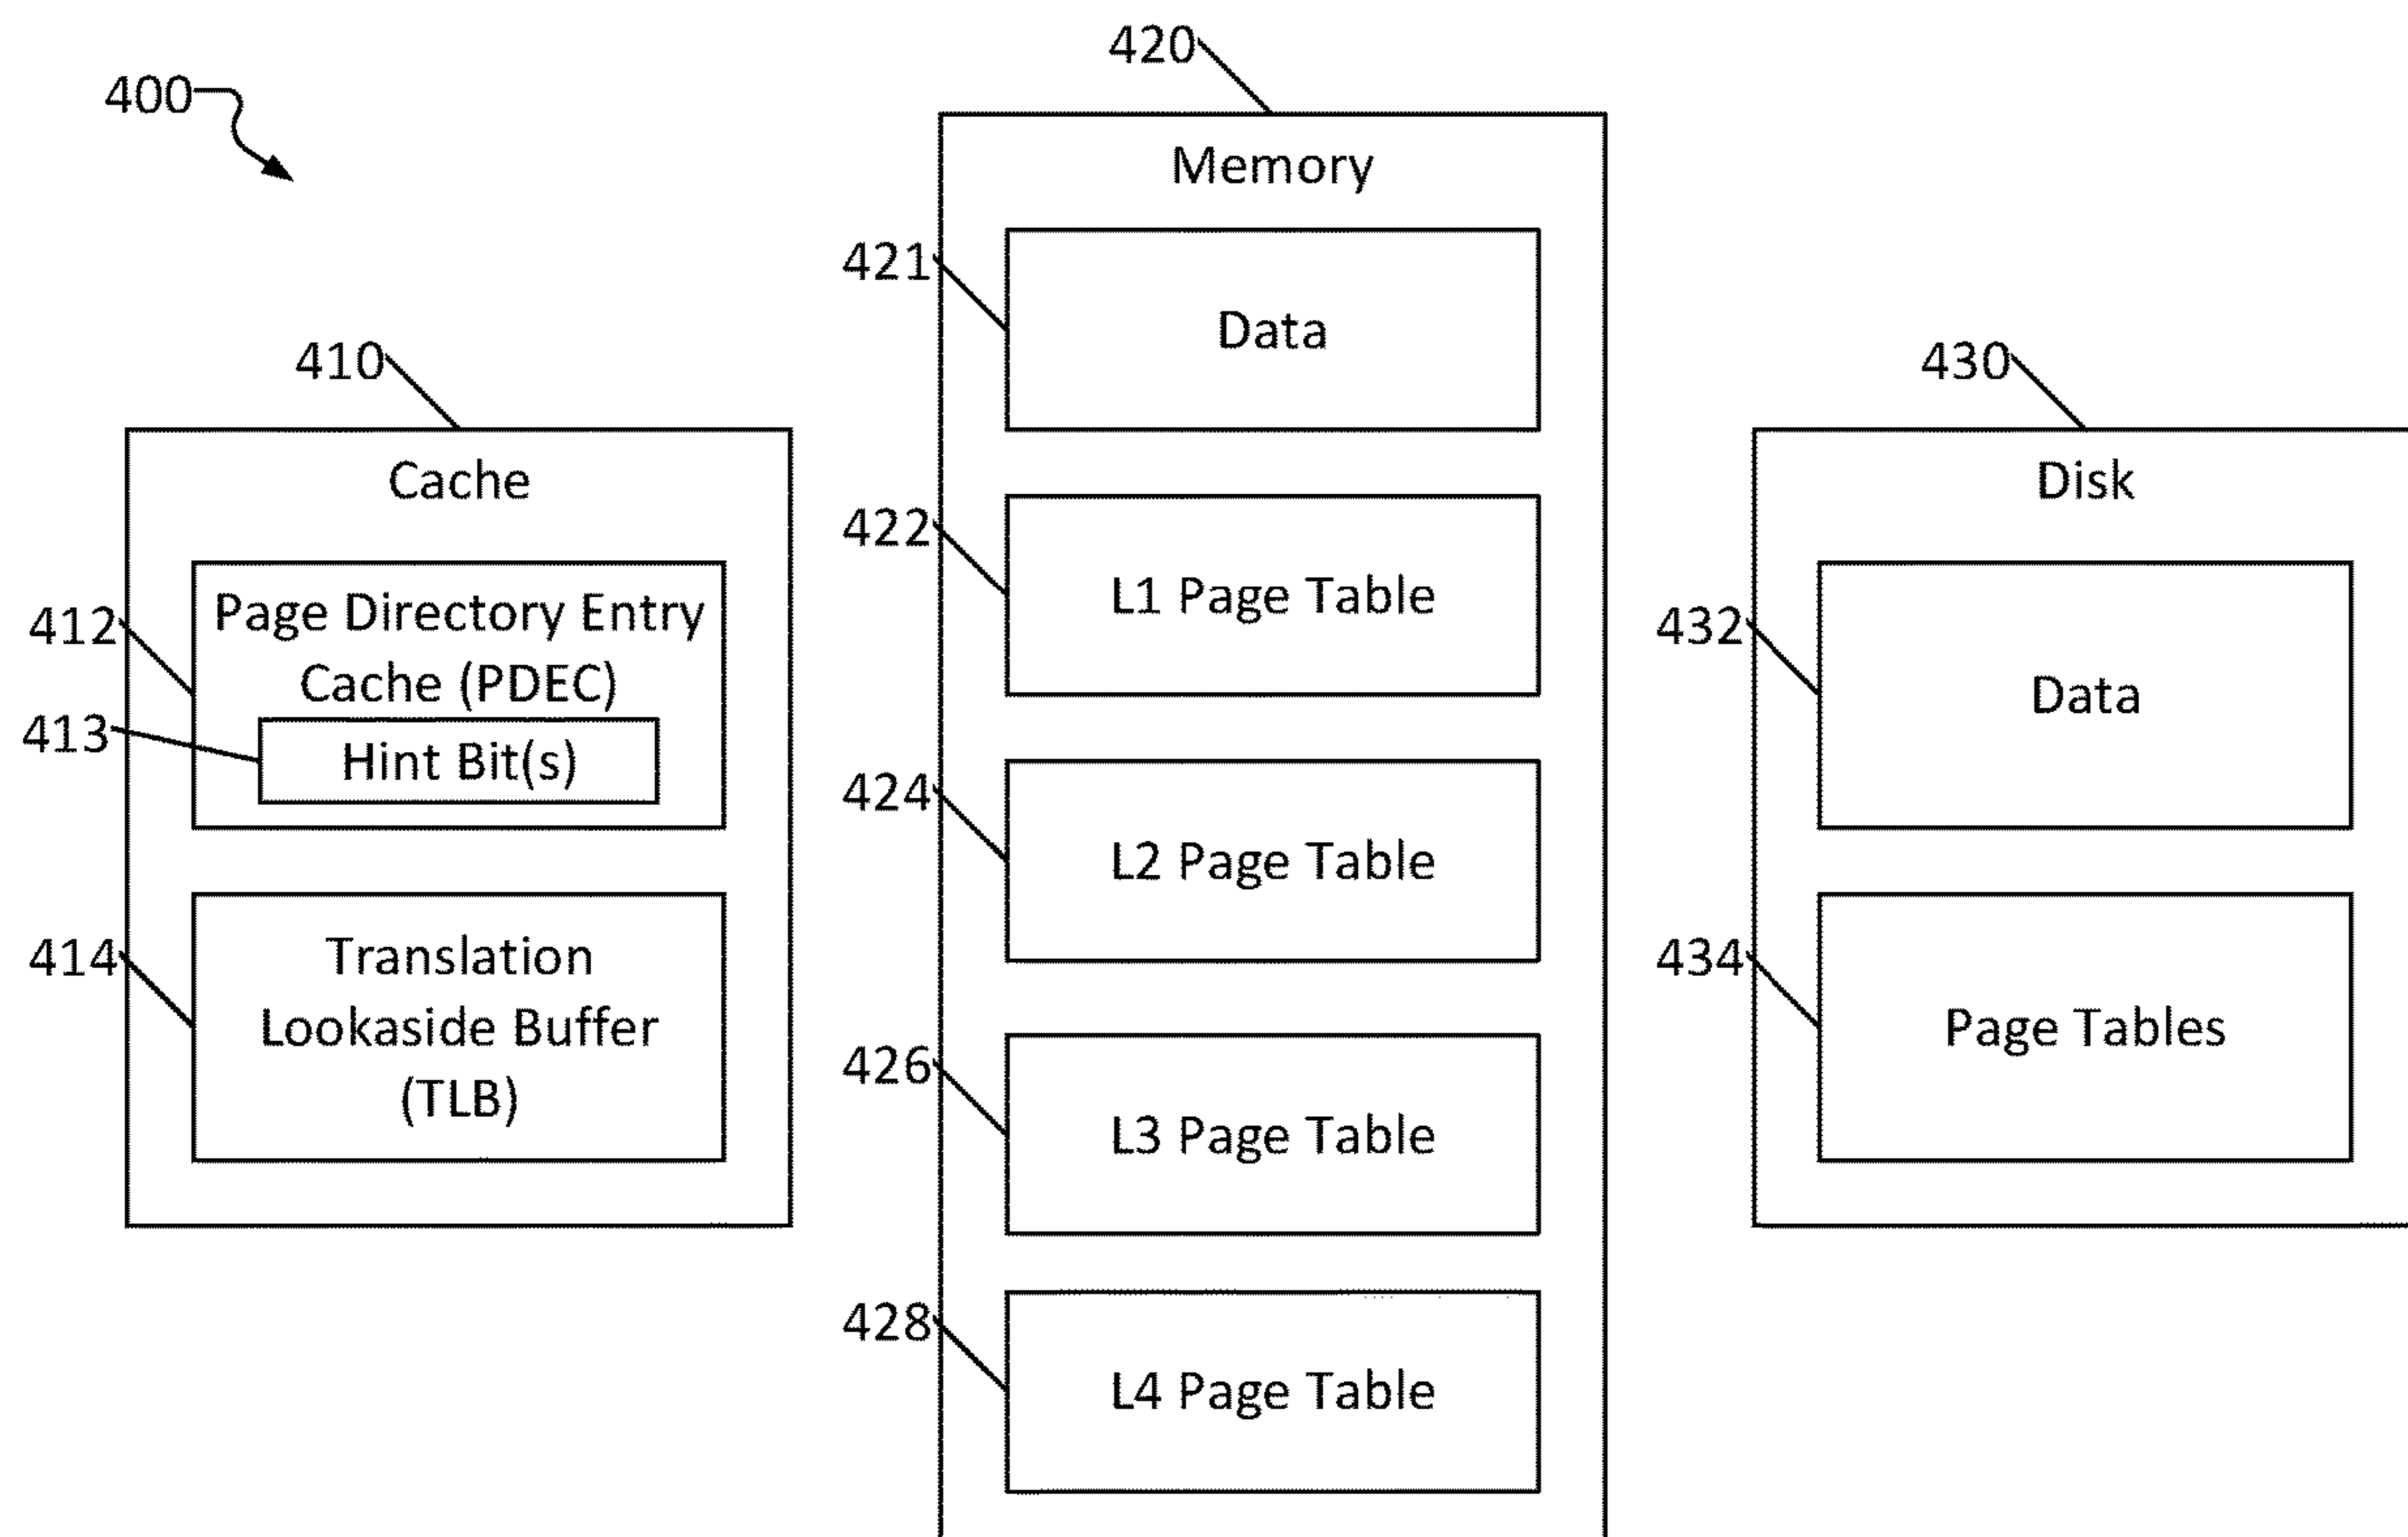 400
410
Cache
412
Page Directory Entry
Cache (PDEC)
413
Hint Bit(s)
414
Translation
Lookaside Buffer
(TLB)
420
Memory
421
Data
422
L1 Page Table
424
L2 Page Table
426
L3 Page Table
428
L4 Page Table
430
Disk
432
Data
434
Page Tables